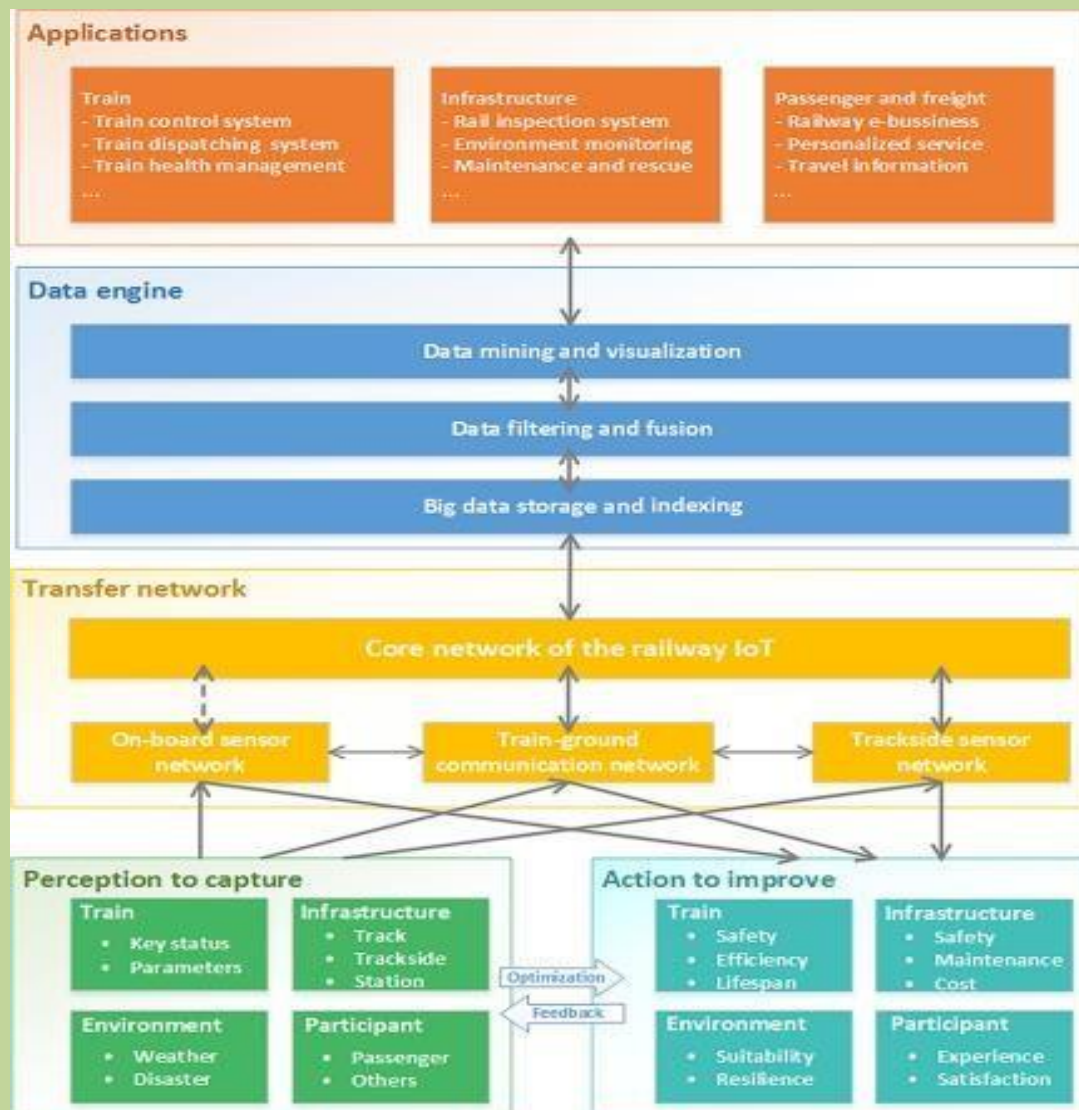 Applications
Train
- Train control system
- Train dispatching system
- Train health management
...
Infrastructure
- Rail inspection system
- Environment monitoring
- Maintenance and rescue
...
Passenger and freight
- Railway e-bussiness
- Personalized service
- Travel information
...
Data engine
Data mining and visualization
Data filtering and fusion
Big data storage and indexing
Transfer network
Core network of the railway IoT
On-board sensor
network
Train-ground
communication network
Trackside sensor
network
Perception to capture
Train
• Key status
• Parameters
Infrastructure
• Track
• Trackside
• Station
Environment
• Weather
• Disaster
Participant
• Passenger
• Others
Optimization
Feedback
Action to improve
Train
• Safety
• Efficiency
• Lifespan
Infrastructure
• Safety
• Maintenance
• Cost
Environment
• Suitability
• Resilience
Participant
• Experience
• Satisfaction